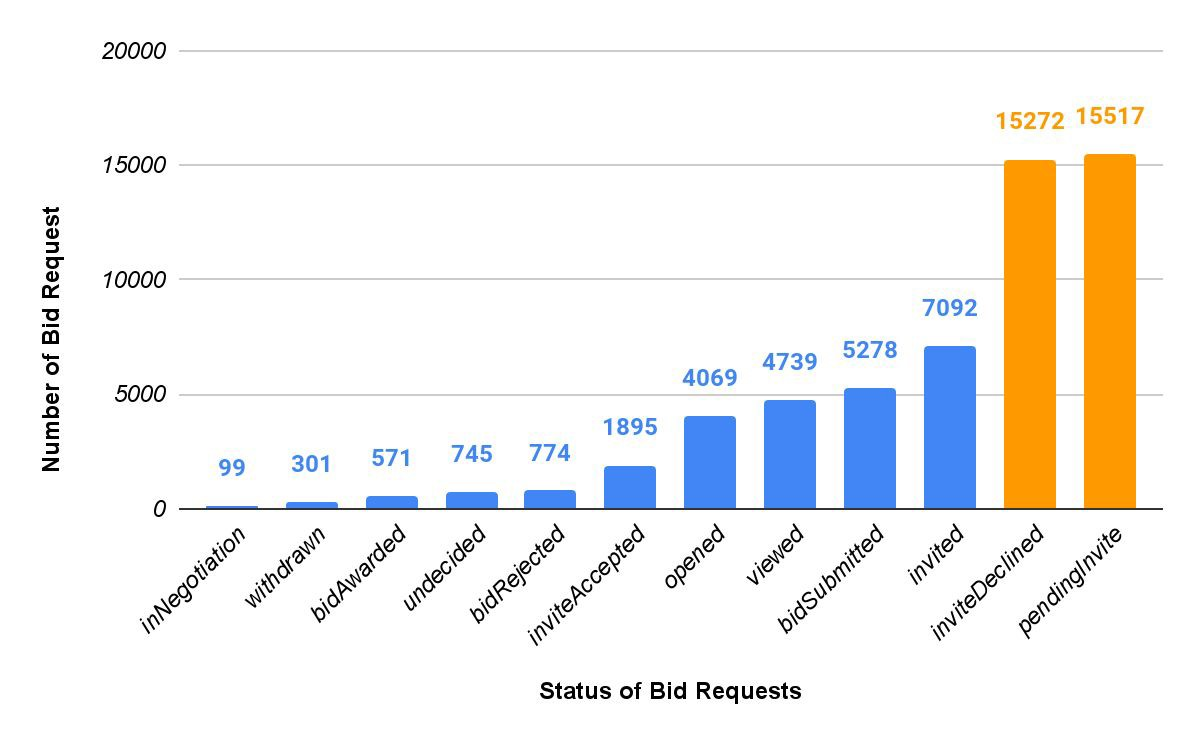 20000
15000
10000
5000
0
Number of Bid Request
99
301
571
745
774
1895
4069
4739
5278
7092
15272
15517
inNegotiation
withdrawn
bidAwarded
undecided
bidRejected
inviteAccepted
opened
viewed
bidSubmitted
invited
inviteDeclined
pendingInvite
Status of Bid Requests